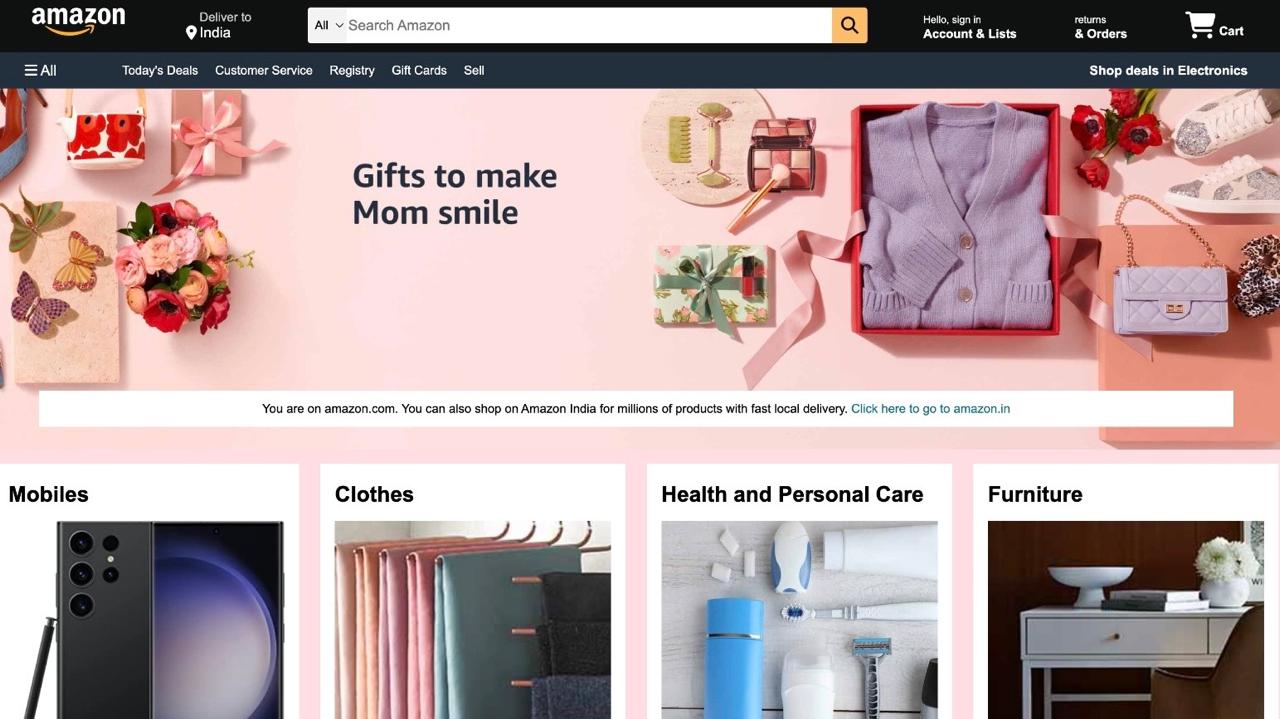 amazon
Deliver to
India
All
Search Amazon
Hello, sign in
Account & Lists
returns
& Orders
Cart
All
Today's Deals
Customer Service
Registry
Gift Cards
Sell
Shop deals in Electronics
Gifts to make
Mom smile
You are on amazon.com. You can also shop on Amazon India for millions of products with fast local delivery. Click here to go to amazon.in
Mobiles
Clothes
Health and Personal Care
Furniture